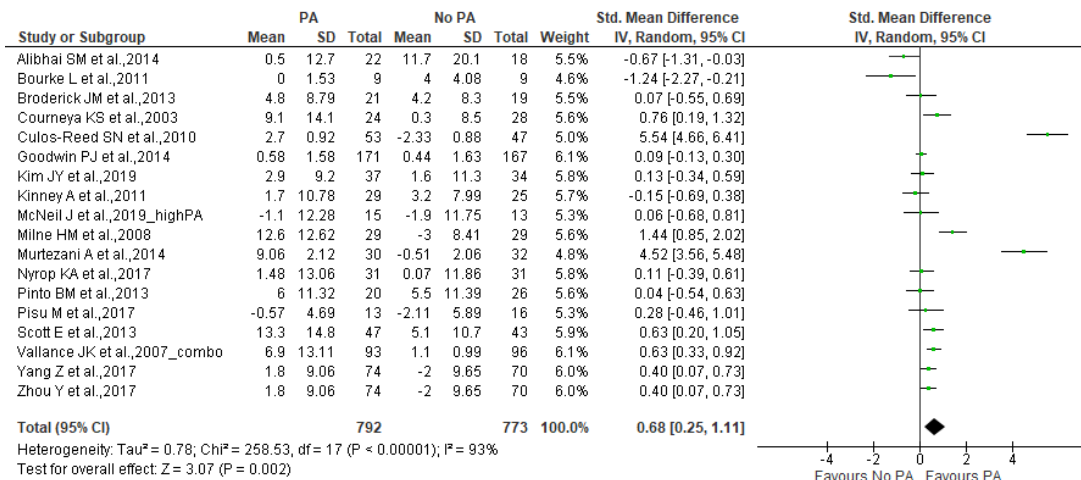 PA No PA Std. Mean Difference Std. Mean Difference
Study or Subgroup Mean SD Total Mean SD Total Weight IV, Random, 95% CI IV, Random, 95% CI
Alibhai SM et al.,2014 0.5 12.7 22 11.7 20.1 18 5.5% -0.67 [-1.31, -0.03]
Bourke L et al.,2011 0 1.53 9 4 4.08 9 4.6% -1.24 [-2.27, -0.21]
Broderick JM et al.,2013 4.8 8.79 21 4.2 8.3 19 5.5% 0.07 [-0.55, 0.69]
Courneya KS et al.,2003 9.1 14.1 24 0.3 8.5 28 5.6% 0.76 [0.19, 1.32]
Culos-Reed SN et al.,2010 2.7 0.92 53 -2.33 0.88 47 5.0% 5.54 [4.66, 6.41]
Goodwin PJ et al.,2014 0.58 1.58 171 0.44 1.63 167 6.1% 0.09 [-0.13, 0.30]
Kim JY et al.,2019 2.9 9.2 37 1.6 11.3 34 5.8% 0.13 [-0.34, 0.59]
Kinney A et al.,2011 1.7 10.78 29 3.2 7.99 25 5.7% -0.15 [-0.69, 0.38]
McNeil J et al.,2019_highPA -1.1 12.28 15 -1.9 11.75 13 5.3% 0.06 [-0.68, 0.81]
Milne HM et al.,2008 12.6 12.62 29 -3 8.41 29 5.6% 1.44 [0.85, 2.02]
Murtezani A et al.,2014 9.06 2.12 30 -0.51 2.06 32 4.8% 4.52 [3.56, 5.48]
Nyrop KA et al.,2017 1.48 13.06 31 0.07 11.86 31 5.7% 0.11 [-0.39, 0.61]
Pinto BM et al.,2013 6 11.32 20 5.5 11.39 26 5.6% 0.04 [-0.54, 0.63]
Pisu M et al.,2017 -0.57 4.69 13 -2.11 5.89 16 5.3% 0.28 [-0.46, 1.01]
Scott E et al.,2013 13.3 14.8 47 5.1 10.7 43 5.8% 0.63 [0.20, 1.05]
Vallance JK et al.,2007_combo 6.9 13.11 93 1.1 0.99 96 6.1% 0.63 [0.33, 0.92]
Yang Z et al.,2017 1.8 9.06 74 -2 9.65 70 6.0% 0.40 [0.07, 0.73]
Zhou Y et al.,2017 1.8 9.06 74 -2 9.65 70 6.0% 0.40 [0.07, 0.73]
Total (95% CI) 792 773 100.0% 0.68 [0.25, 1.11]
Heterogeneity: Tau² = 0.78; Chi² = 258.53, df = 17 (P < 0.00001); I² = 93%
Test for overall effect: Z = 3.07 (P = 0.002)
-4 -2 0 2 4
Favours No PA Favours PA